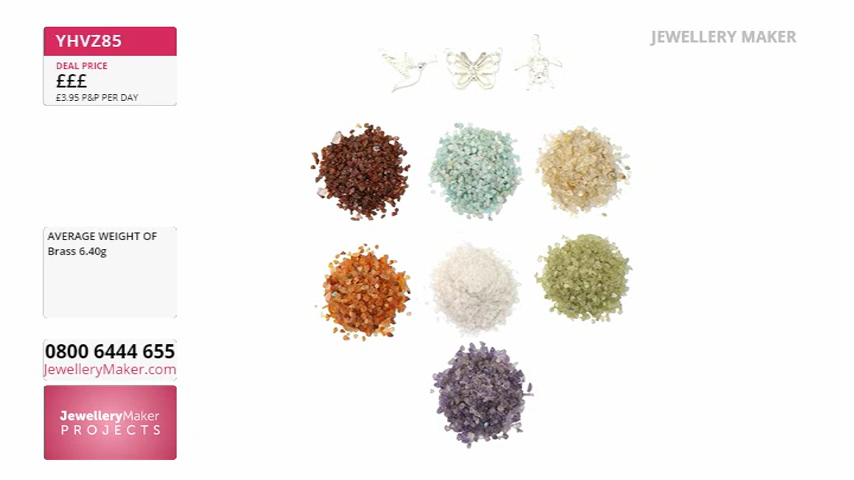 YHVZ85
DEAL PRICE
£££
£3.95 P&P PER DAY
JEWELLERY MAKER
AVERAGE WEIGHT OF
Brass 6.40g
0800 6444 655
JewelleryMaker.com
JewelleryMaker
PROJECTS